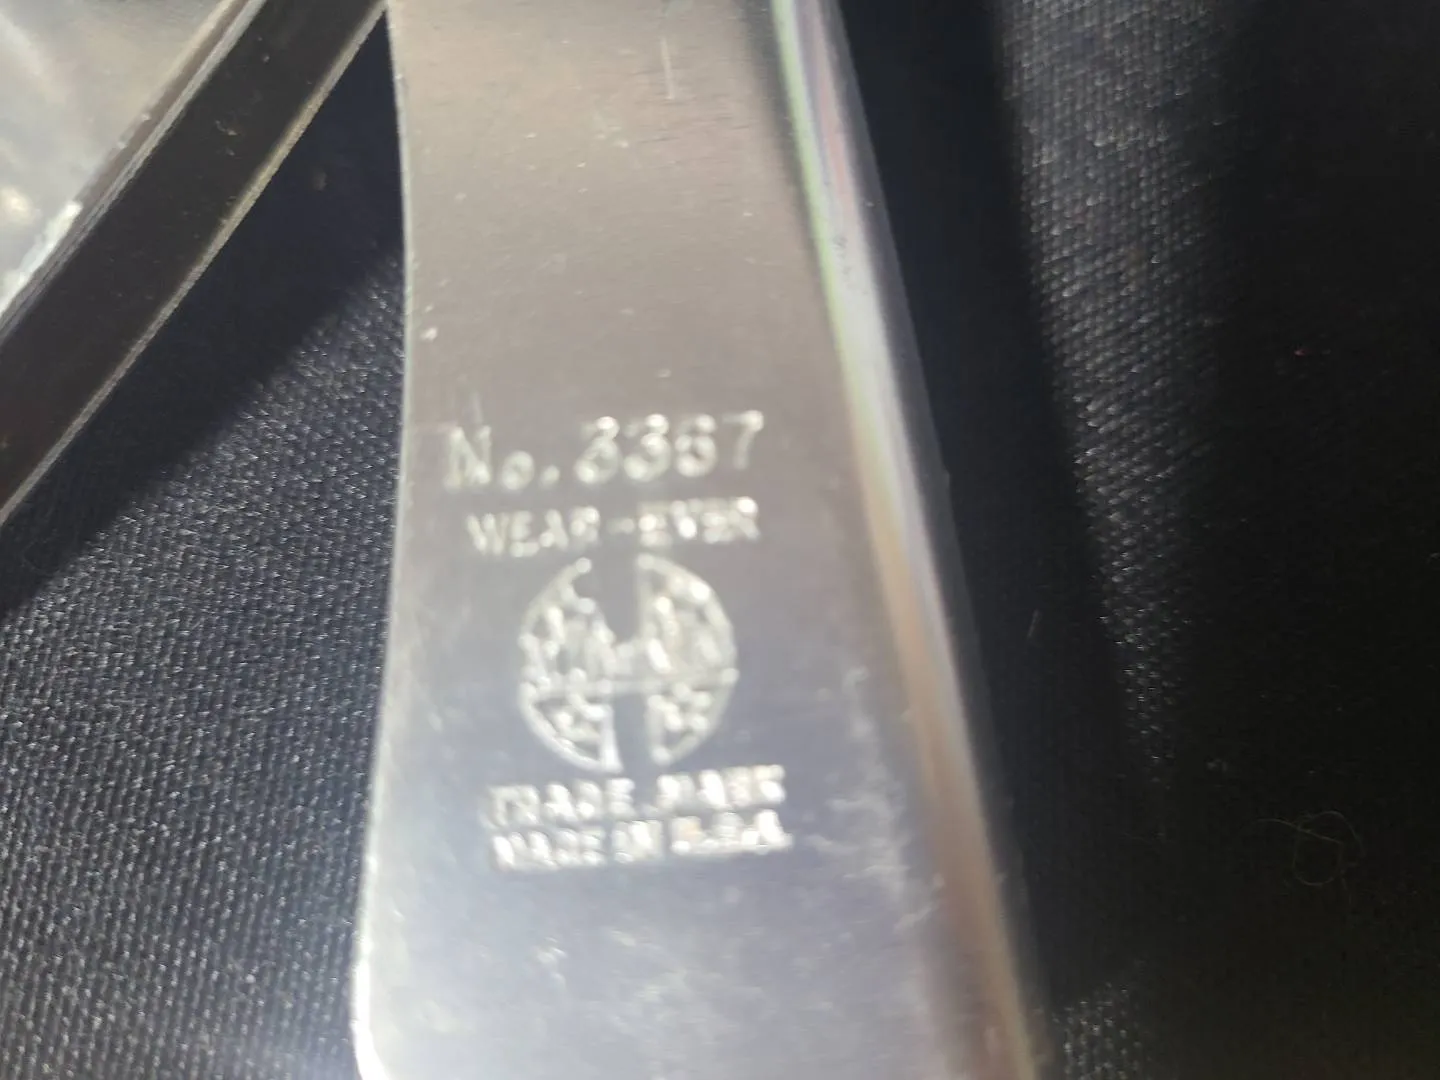 No. 3367
WEAR-EVER
TRADE MARK
MADE IN U.S.A.